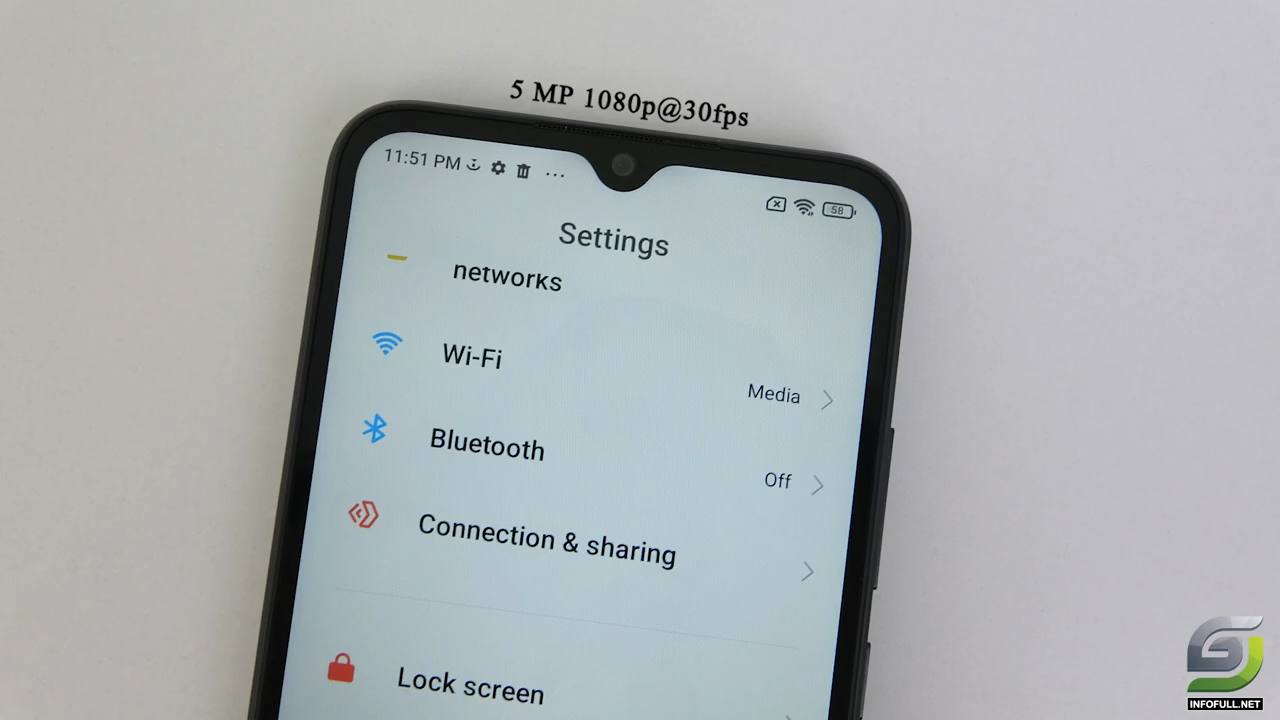 5 MP 1080p@30fps
11:51 PM ...
58
Settings
networks
Wi-Fi
Media
Bluetooth
Off
Connection & sharing
Lock screen
INFOFULL.NET